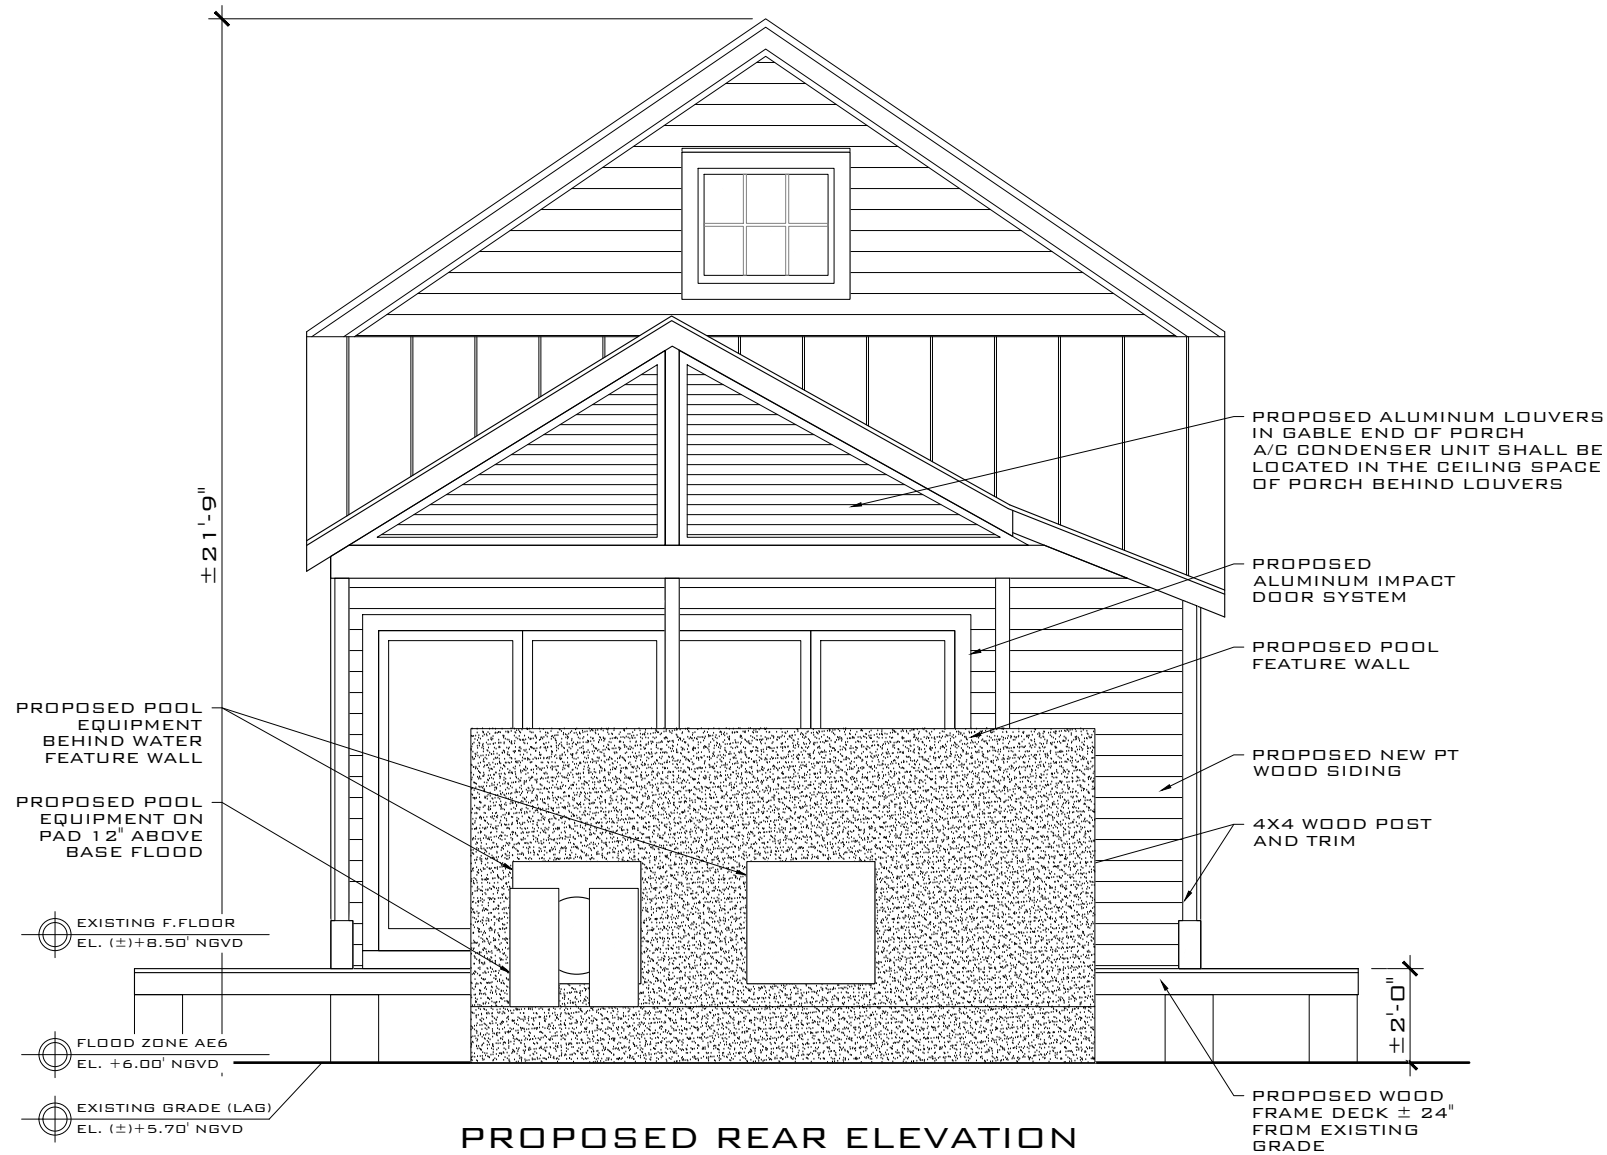 ±21'-9"
PROPOSED ALUMINUM LOUVERS
IN GABLE END OF PORCH
A/C CONDENSER UNIT SHALL BE
LOCATED IN THE CEILING SPACE
OF PORCH BEHIND LOUVERS
PROPOSED
ALUMINUM IMPACT
DOOR SYSTEM
PROPOSED POOL
FEATURE WALL
PROPOSED POOL
EQUIPMENT
BEHIND WATER
FEATURE WALL
PROPOSED NEW PT
WOOD SIDING
PROPOSED POOL
EQUIPMENT ON
PAD 12" ABOVE
BASE FLOOD
4X4 WOOD POST
AND TRIM
EXISTING F.FLOOR
EL. (±)+8.50' NGVD
±2'-0"
FLOOD ZONE AE6
EL. +6.00' NGVD
EXISTING GRADE (LAG)
EL. (±)+5.70' NGVD
PROPOSED WOOD
FRAME DECK ± 24"
FROM EXISTING
GRADE
PROPOSED REAR ELEVATION